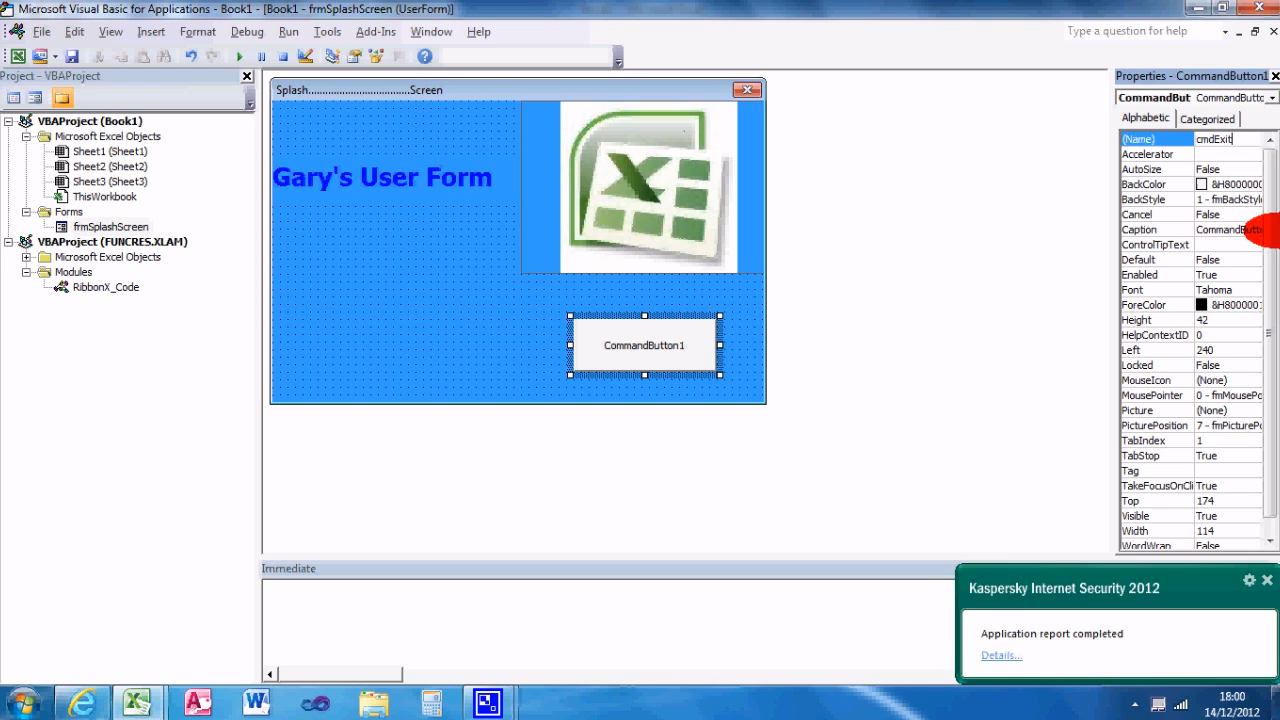 Microsoft Visual Basic for Applications - Book1 - [Book1 - frmSplashScreen (UserForm)]
File Edit View Insert Format Debug Run Tools Add-Ins Window Help
Type a question for help
Project - VBAProject
VBAProject (Book1)
Microsoft Excel Objects
Sheet1 (Sheet1)
Sheet2 (Sheet2)
Sheet3 (Sheet3)
ThisWorkbook
Forms
frmSplashScreen
VBAProject (FUNCRES.XLAM)
Modules
RibbonX_Code
Splash..................................Screen
Gary's User Form
CommandButton1
Properties - CommandButton1
CommandBut CommandButto
Alphabetic Categorized
(Name) cmdExit
Accelerator
AutoSize False
BackColor &H8000000
BackStyle 1 - fmBackStyl
Cancel False
Caption CommandButt
ControlTipText
Default False
Enabled True
Font Tahoma
ForeColor &H8000001
Height 42
HelpContextID 0
Left 240
Locked False
MouseIcon (None)
MousePointer 0 - fmMousePo
Picture (None)
PicturePosition 7 - fmPicturePo
TabIndex 1
TabStop True
Tag
TakeFocusOnCli True
Top 174
Visible True
Width 114
WordWrap False
Immediate
Kaspersky Internet Security 2012
Application report completed
Details...
18:00
14/12/2012